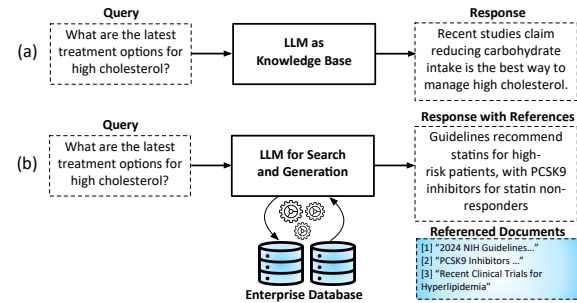 Query
Response
(a)
What are the latest
treatment options for
high cholesterol?
LLM as
Knowledge Base
Recent studies claim
reducing carbohydrate
intake is the best way to
manage high cholesterol.
Query
Response with References
(b)
What are the latest
treatment options for
high cholesterol?
LLM for Search
and Generation
Guidelines recommend
statins for high-
risk patients, with PCSK9
inhibitors for statin non-
responders
Enterprise Database
Referenced Documents
[1] "2024 NIH Guidelines..."
[2] "PCSK9 Inhibitors ..."
[3] "Recent Clinical Trials for
Hyperlipidemia"